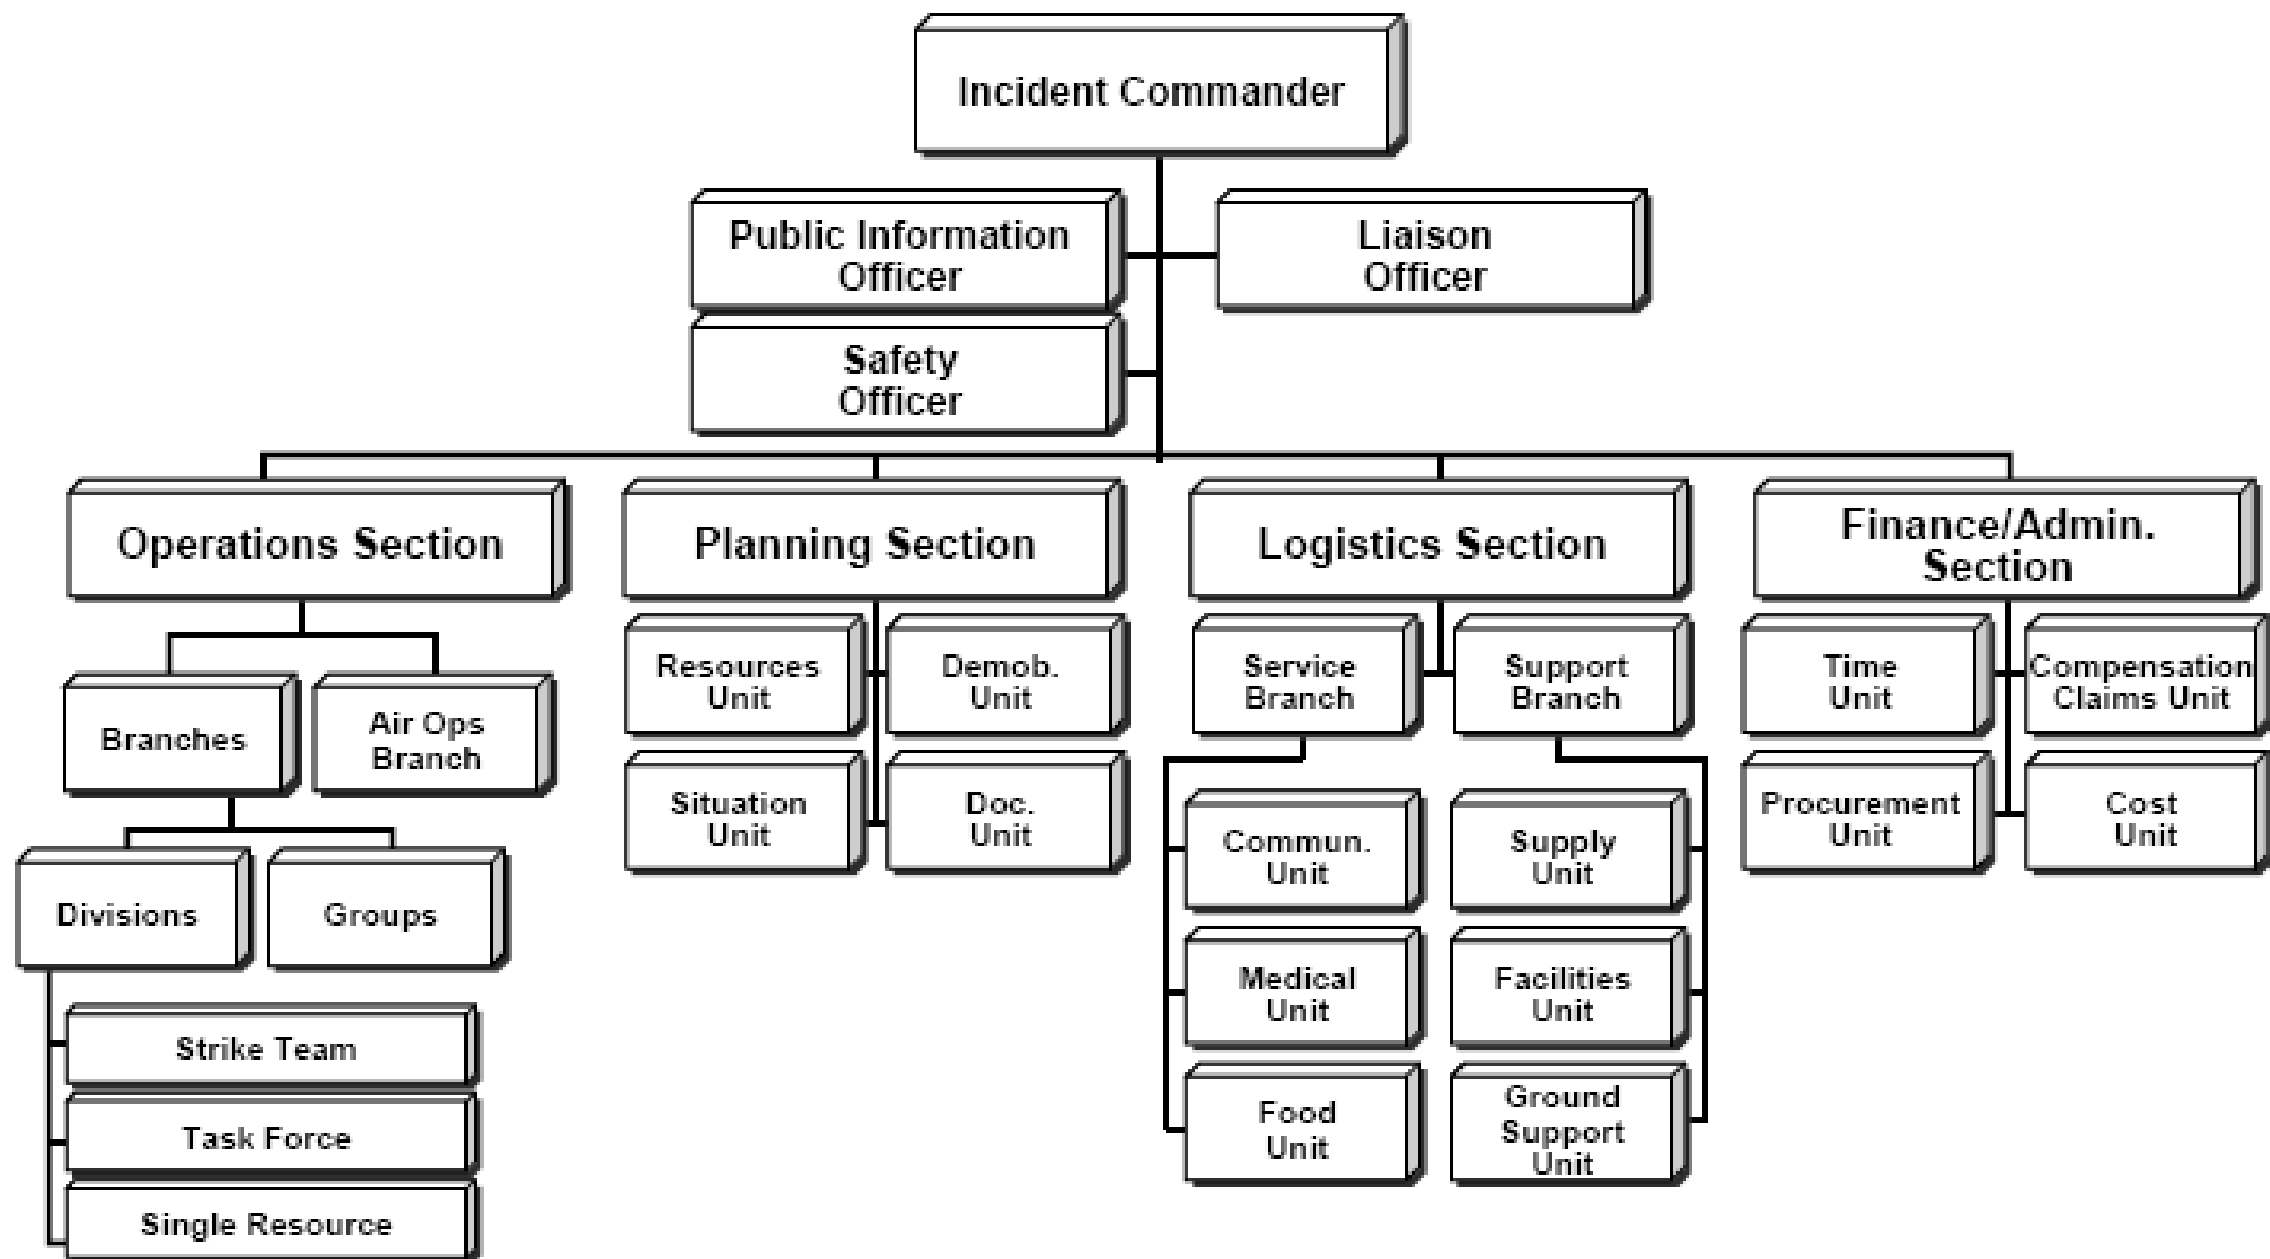 Incident Commander
Public Information
Officer
Liaison
Officer
Safety
Officer
Operations Section
Planning Section
Logistics Section
Finance/Admin.
Section
Branches
Air Ops
Branch
Divisions
Groups
Strike Team
Task Force
Single Resource
Resources
Unit
Demob.
Unit
Situation
Unit
Doc.
Unit
Service
Branch
Support
Branch
Commun.
Unit
Supply
Unit
Medical
Unit
Facilities
Unit
Food
Unit
Ground
Support
Unit
Time
Unit
Compensation
Claims Unit
Procurement
Unit
Cost
Unit